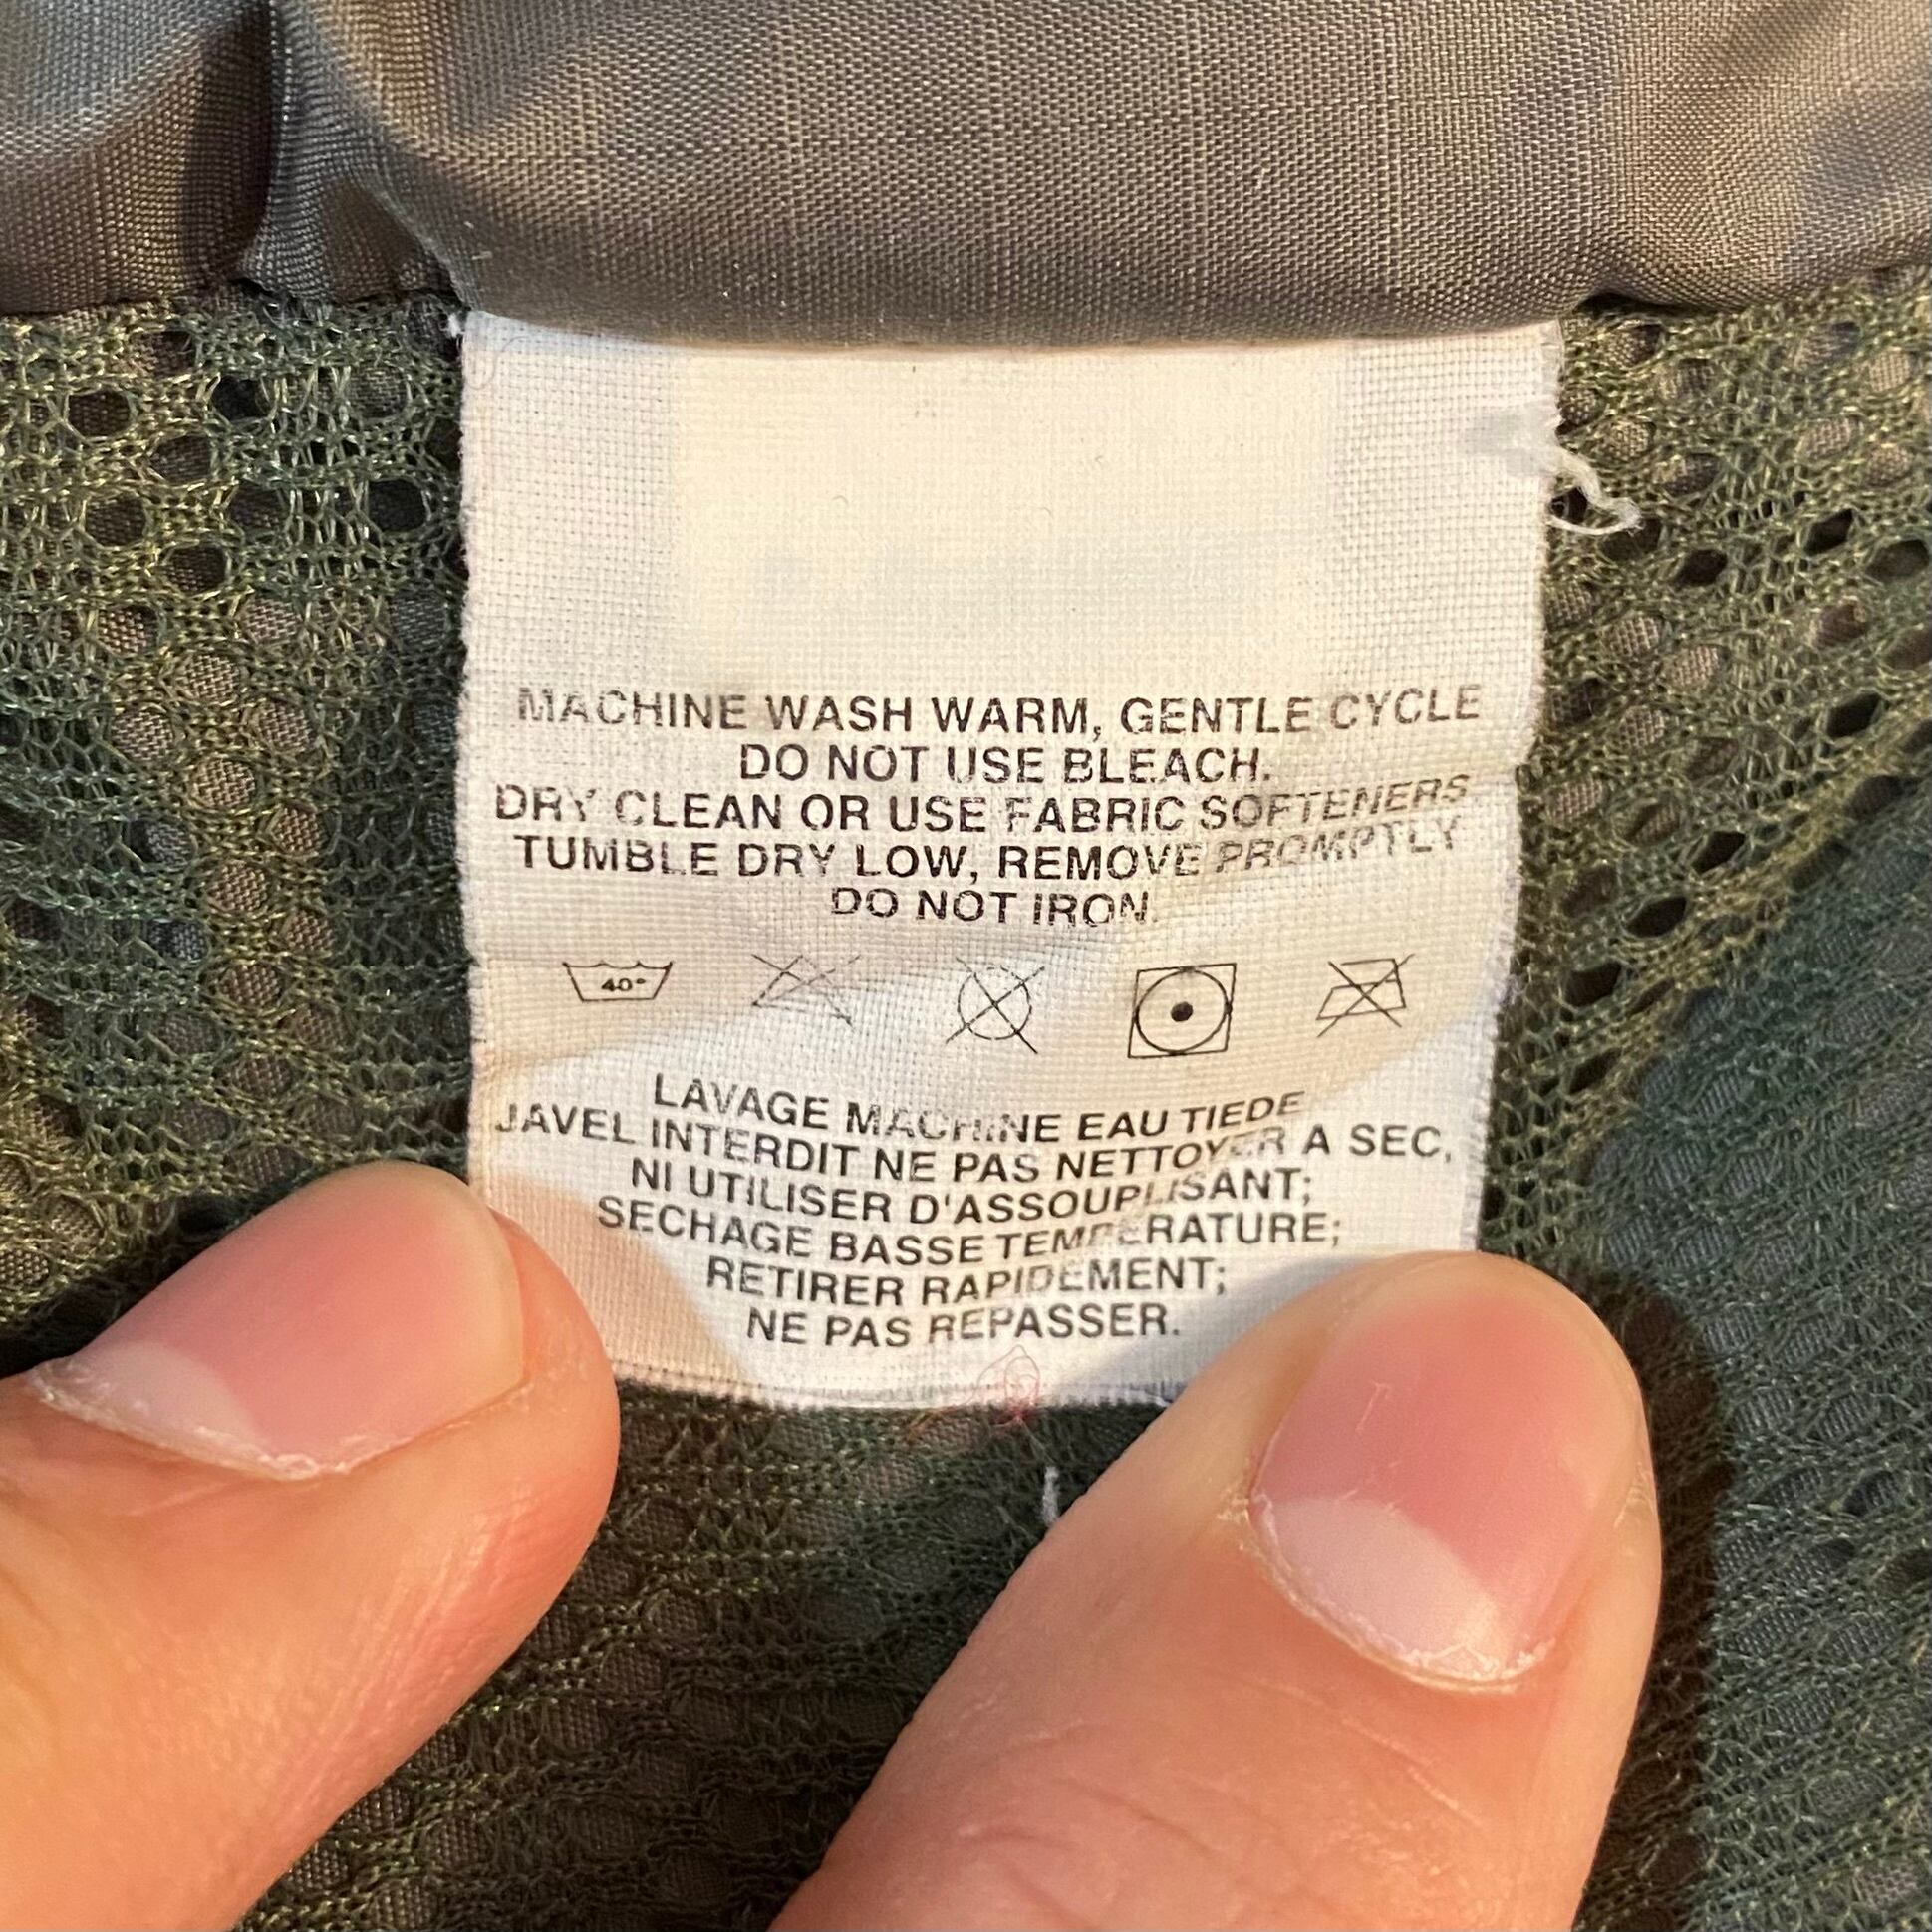 MACHINE WASH WARM, GENTLE CYCLE
DO NOT USE BLEACH.
DRY CLEAN OR USE FABRIC SOFTENERS.
TUMBLE DRY LOW, REMOVE PROMPTLY
DO NOT IRON.
40°
LAVAGE MACHINE EAU TIEDE
JAVEL INTERDIT NE PAS NETTOYER A SEC,
NI UTILISER D'ASSOUPLISANT;
SECHAGE BASSE TEMPERATURE;
RETIRER RAPIDEMENT;
NE PAS REPASSER.